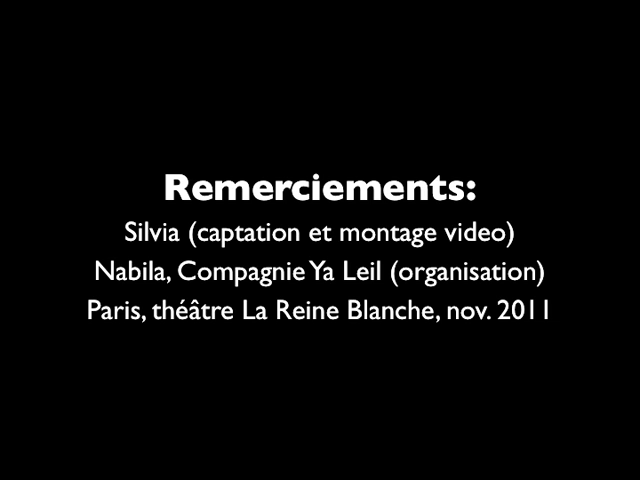 Remerciements:
Silvia (captation et montage video)
Nabila, Compagnie Ya Leil (organisation)
Paris, théâtre La Reine Blanche, nov. 2011